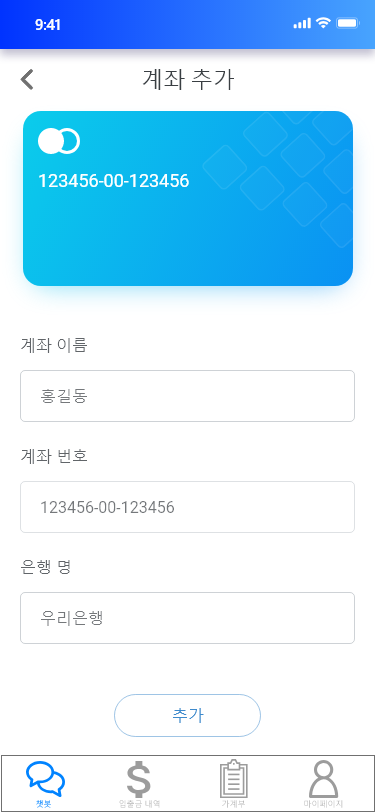 9:41
계좌 추가
123456-00-123456
계좌 이름
홍길동
계좌 번호
123456-00-123456
은행 명
우리은행
추가
챗봇 입출금 내역 가계부 마이페이지